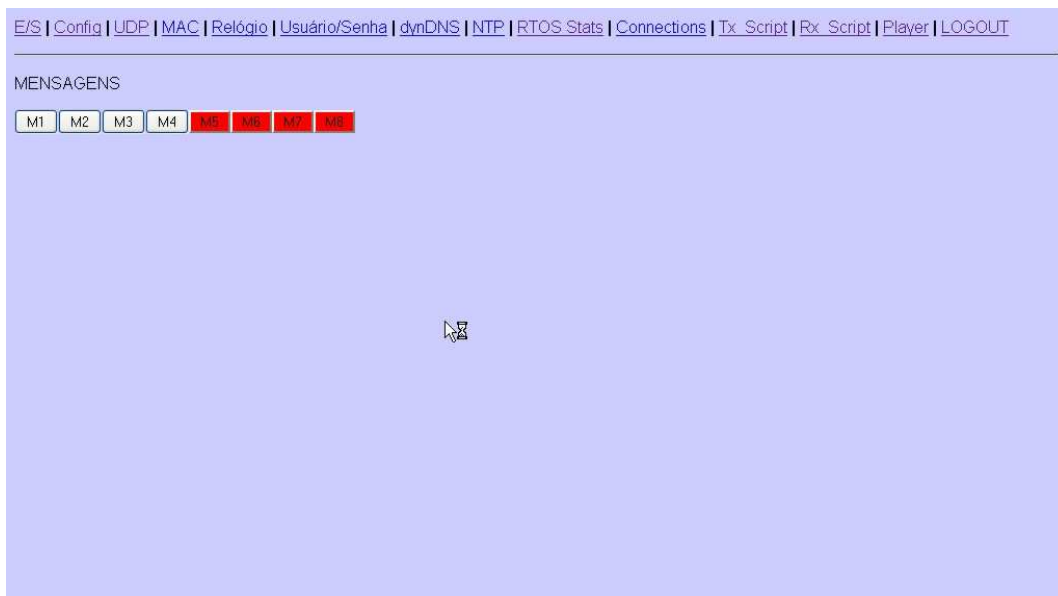 E/S | Config | UDP | MAC | Relógio | Usuário/Senha | dynDNS | NTP | RTOS Stats | Connections | Tx_Script | Rx_Script | Player | LOGOUT
MENSAGENS
M1 M2 M3 M4 M5 M6 M7 M8